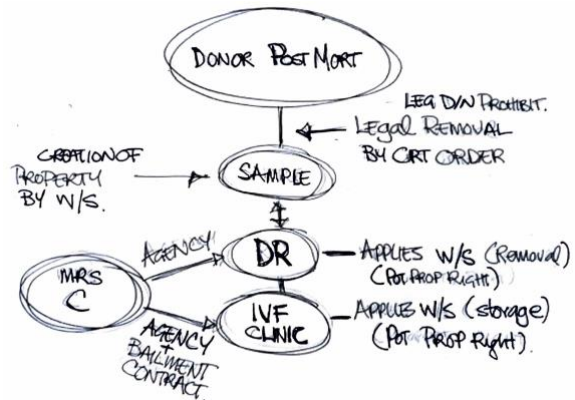 DONOR POST MORT
LEG D/N PROHIBIT.
LEGAL REMOVAL
BY CRT ORDER
CREATION OF
PROPERTY
BY W/S.
SAMPLE
AGENCY
DR
APPLIES W/S (Removal)
(Pot PROP Right).
MRS
C
IVF
CLINIC
APPLIES W/S (storage)
(Pot PROP Right).
AGENCY
+
BAILMENT
CONTRACT.